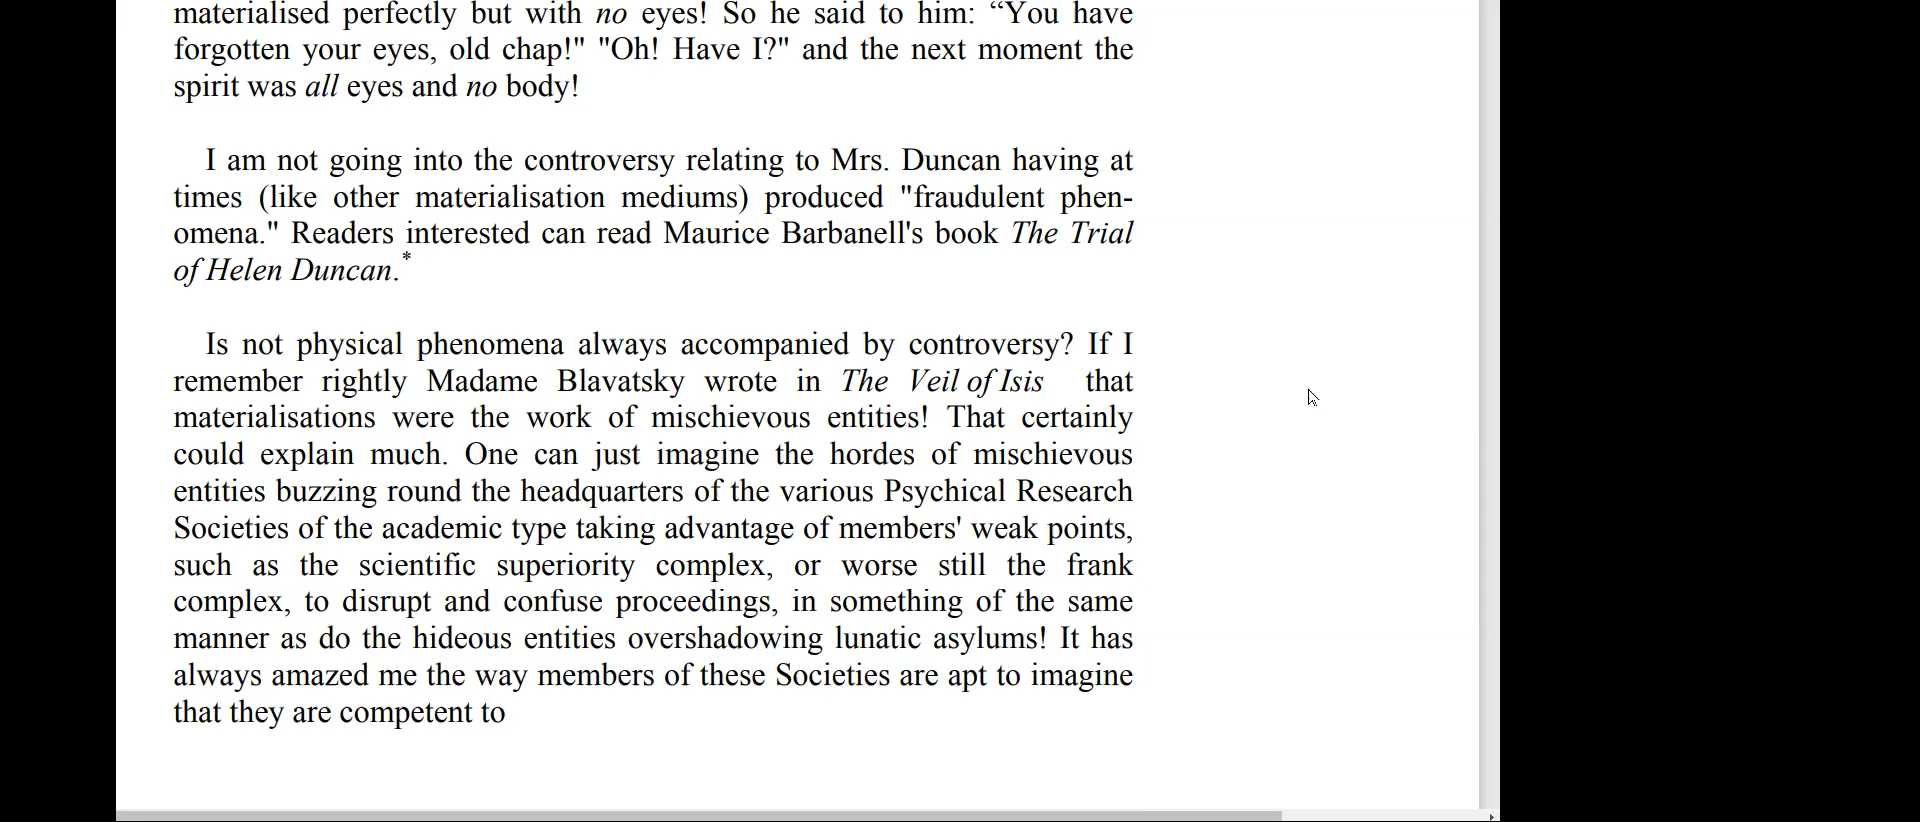 materialised perfectly but with no eyes! So he said to him: “You have
forgotten your eyes, old chap!" "Oh! Have I?" and the next moment the
spirit was all eyes and no body!
I am not going into the controversy relating to Mrs. Duncan having at
times (like other materialisation mediums) produced "fraudulent phen-
omena." Readers interested can read Maurice Barbanell's book The Trial
of Helen Duncan.*
Is not physical phenomena always accompanied by controversy? If I
remember rightly Madame Blavatsky wrote in The Veil of Isis that
materialisations were the work of mischievous entities! That certainly
could explain much. One can just imagine the hordes of mischievous
entities buzzing round the headquarters of the various Psychical Research
Societies of the academic type taking advantage of members' weak points,
such as the scientific superiority complex, or worse still the frank
complex, to disrupt and confuse proceedings, in something of the same
manner as do the hideous entities overshadowing lunatic asylums! It has
always amazed me the way members of these Societies are apt to imagine
that they are competent to